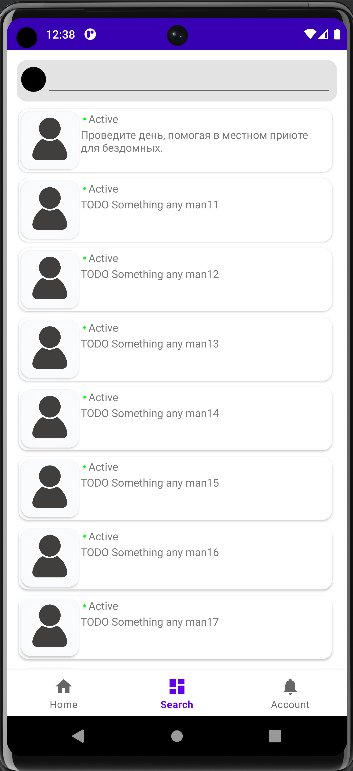 12:38
Active
Проведите день, помогая в местном приюте
для бездомных.
Active
TODO Something any man11
Active
TODO Something any man12
Active
TODO Something any man13
Active
TODO Something any man14
Active
TODO Something any man15
Active
TODO Something any man16
Active
TODO Something any man17
Home Search Account